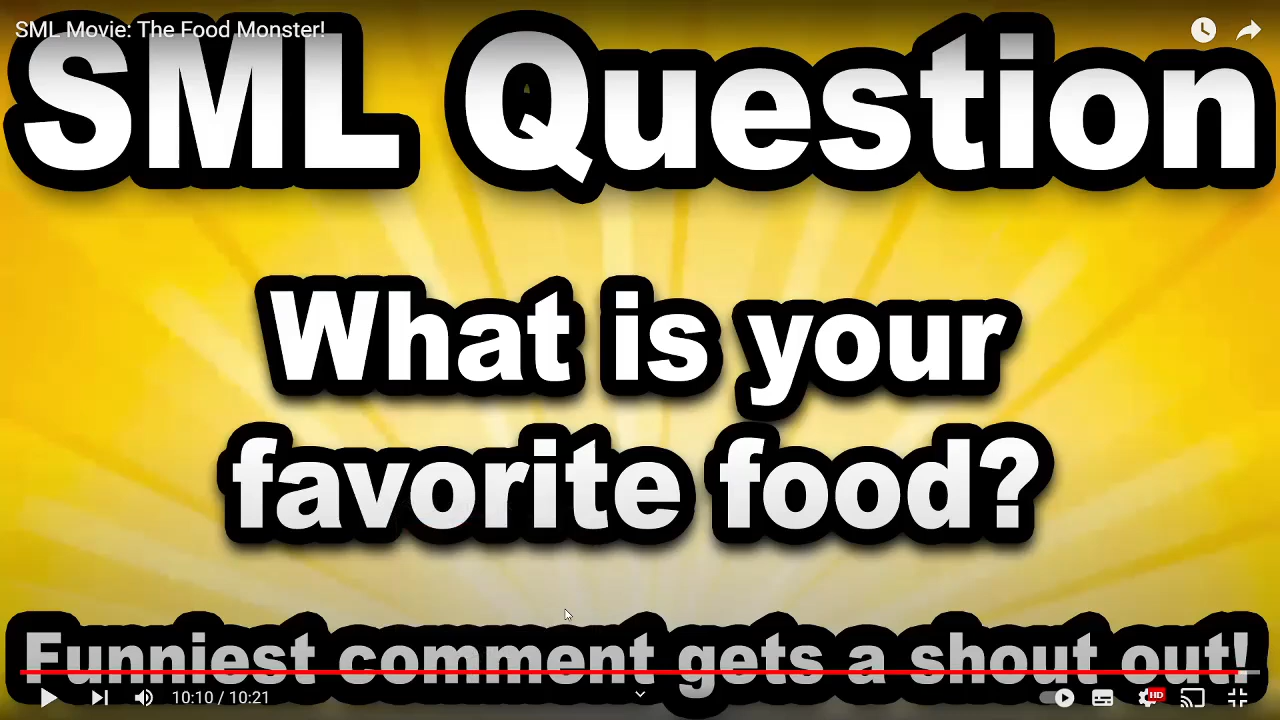 SML Movie: The Food Monster!
SML Question
What is your
favorite food?
Funniest comment gets a shout out!
10:10 / 10:21
HD